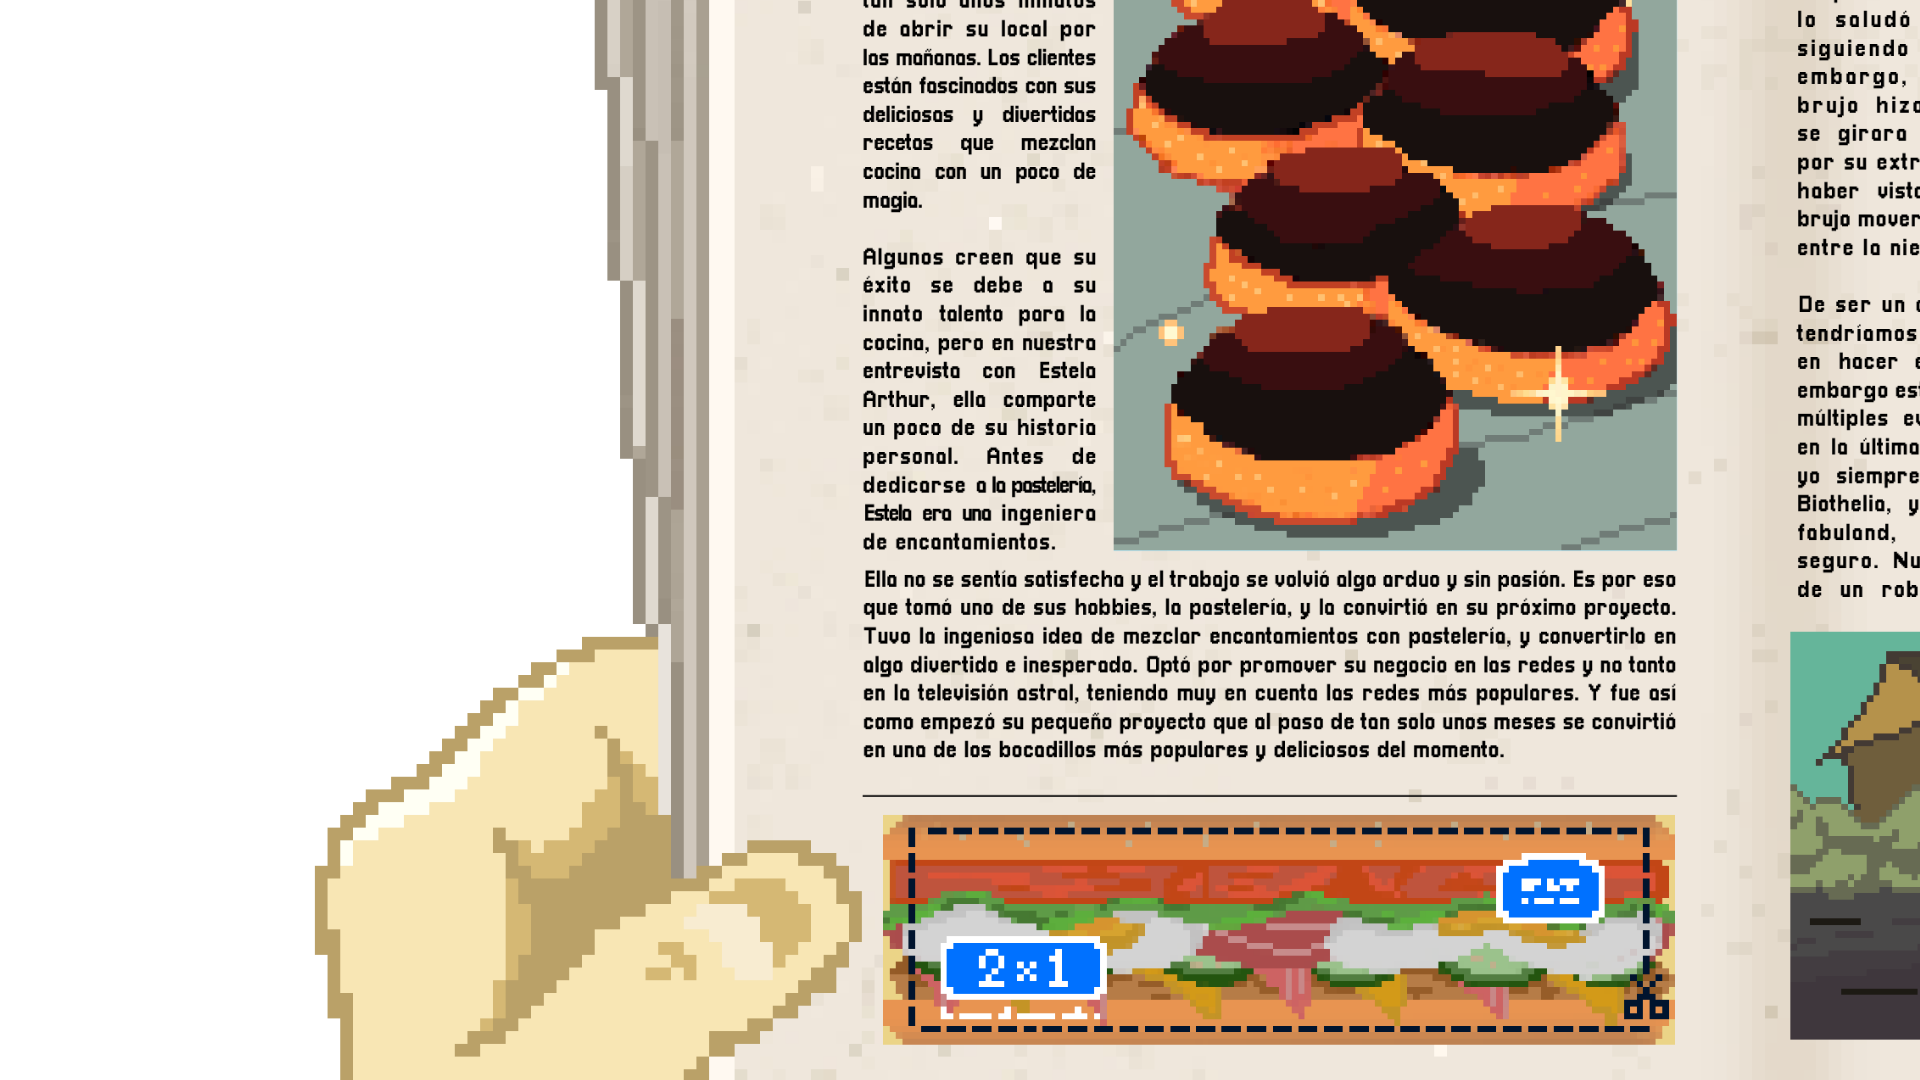 de abrir su local por
las mañanas. Los clientes
están fascinados con sus
deliciosas y divertidas
recetas que mezclan
cocina con un poco de
magia.
Algunos creen que su
éxito se debe a su
innato talento para la
cocina, pero en nuestra
entrevista con Estela
Arthur, ella comparte
un poco de su historia
personal. Antes de
dedicarse a la pastelería,
Estela era una ingeniera
de encantamientos.
Ella no se sentía satisfecha y el trabajo se volvió algo arduo y sin pasión. Es por eso
que tomó uno de sus hobbies, la pastelería, y la convirtió en su próximo proyecto.
Tuvo la ingeniosa idea de mezclar encantamientos con pastelería, y convertirlo en
algo divertido e inesperado. Optó por promover su negocio en las redes y no tanto
en la televisión astral, teniendo muy en cuenta las redes más populares. Y fue así
como empezó su pequeño proyecto que al paso de tan solo unos meses se convirtió
en una de los bocadillos más populares y deliciosos del momento.
2x1
lo saludó
siguiendo
embargo,
brujo hizo
se girara
por su extr
haber visto
brujo mover
entre la nie
De ser un
tendríamos
en hacer
embargo est
múltiples ev
en la última
yo siempre
Biothelia, y
fabuland,
seguro. Nu
de un rob